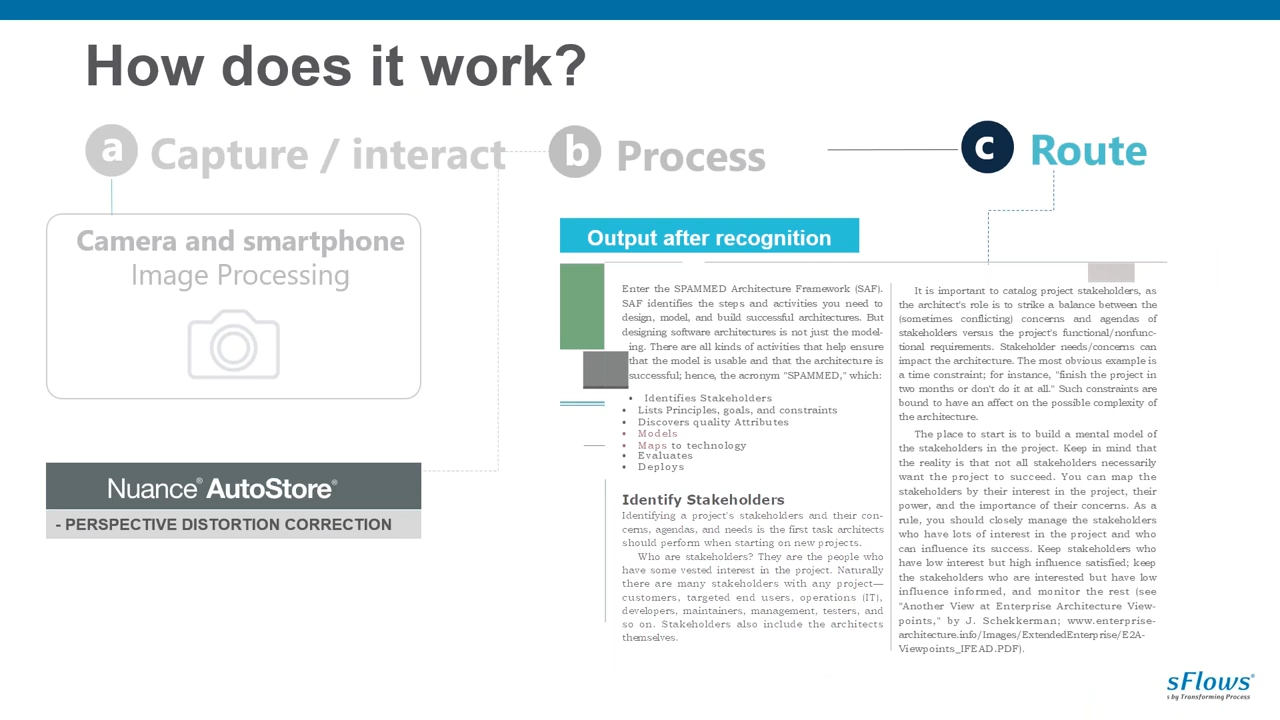 How does it work?
a Capture / interact
b Process
c Route
Camera and smartphone
Image Processing
Nuance® AutoStore®
- PERSPECTIVE DISTORTION CORRECTION
Output after recognition
Enter the SPAMMED Architecture Framework (SAF).
SAF identifies the steps and activities you need to
design, model, and build successful architectures. But
designing software architectures is not just the model-
ing. There are all kinds of activities that help ensure
that the model is usable and that the architecture is
successful; hence, the acronym "SPAMMED," which:
• Identifies Stakeholders
• Lists Principles, goals, and constraints
• Discovers quality Attributes
• Models
• Maps to technology
• Evaluates
• Deploys
Identify Stakeholders
Identifying a project's stakeholders and their con-
cerns, agendas, and needs is the first task architects
should perform when starting on new projects.
Who are stakeholders? They are the people who
have some vested interest in the project. Naturally
there are many stakeholders with any project—
customers, targeted end users, operations (IT),
developers, maintainers, management, testers, and
so on. Stakeholders also include the architects
themselves.
It is important to catalog project stakeholders, as
the architect's role is to strike a balance between the
(sometimes conflicting) concerns and agendas of
stakeholders versus the project's functional/nonfunc-
tional requirements. Stakeholder needs/concerns can
impact the architecture. The most obvious example is
a time constraint; for instance, "finish the project in
two months or don't do it at all." Such constraints are
bound to have an affect on the possible complexity of
the architecture.
The place to start is to build a mental model of
the stakeholders in the project. Keep in mind that
the reality is that not all stakeholders necessarily
want the project to succeed. You can map the
stakeholders by their interest in the project, their
power, and the importance of their concerns. As a
rule, you should closely manage the stakeholders
who have lots of interest in the project and who
can influence its success. Keep stakeholders who
have low interest but high influence satisfied; keep
the stakeholders who are interested but have low
influence informed, and monitor the rest (see
"Another View at Enterprise Architecture View-
points," by J. Schekkerman; www.enterprise-
architecture.info/Images/ExtendedEnterprise/E2A-
Viewpoints_IFEAD.PDF).
sFlows®
s by Transforming Process